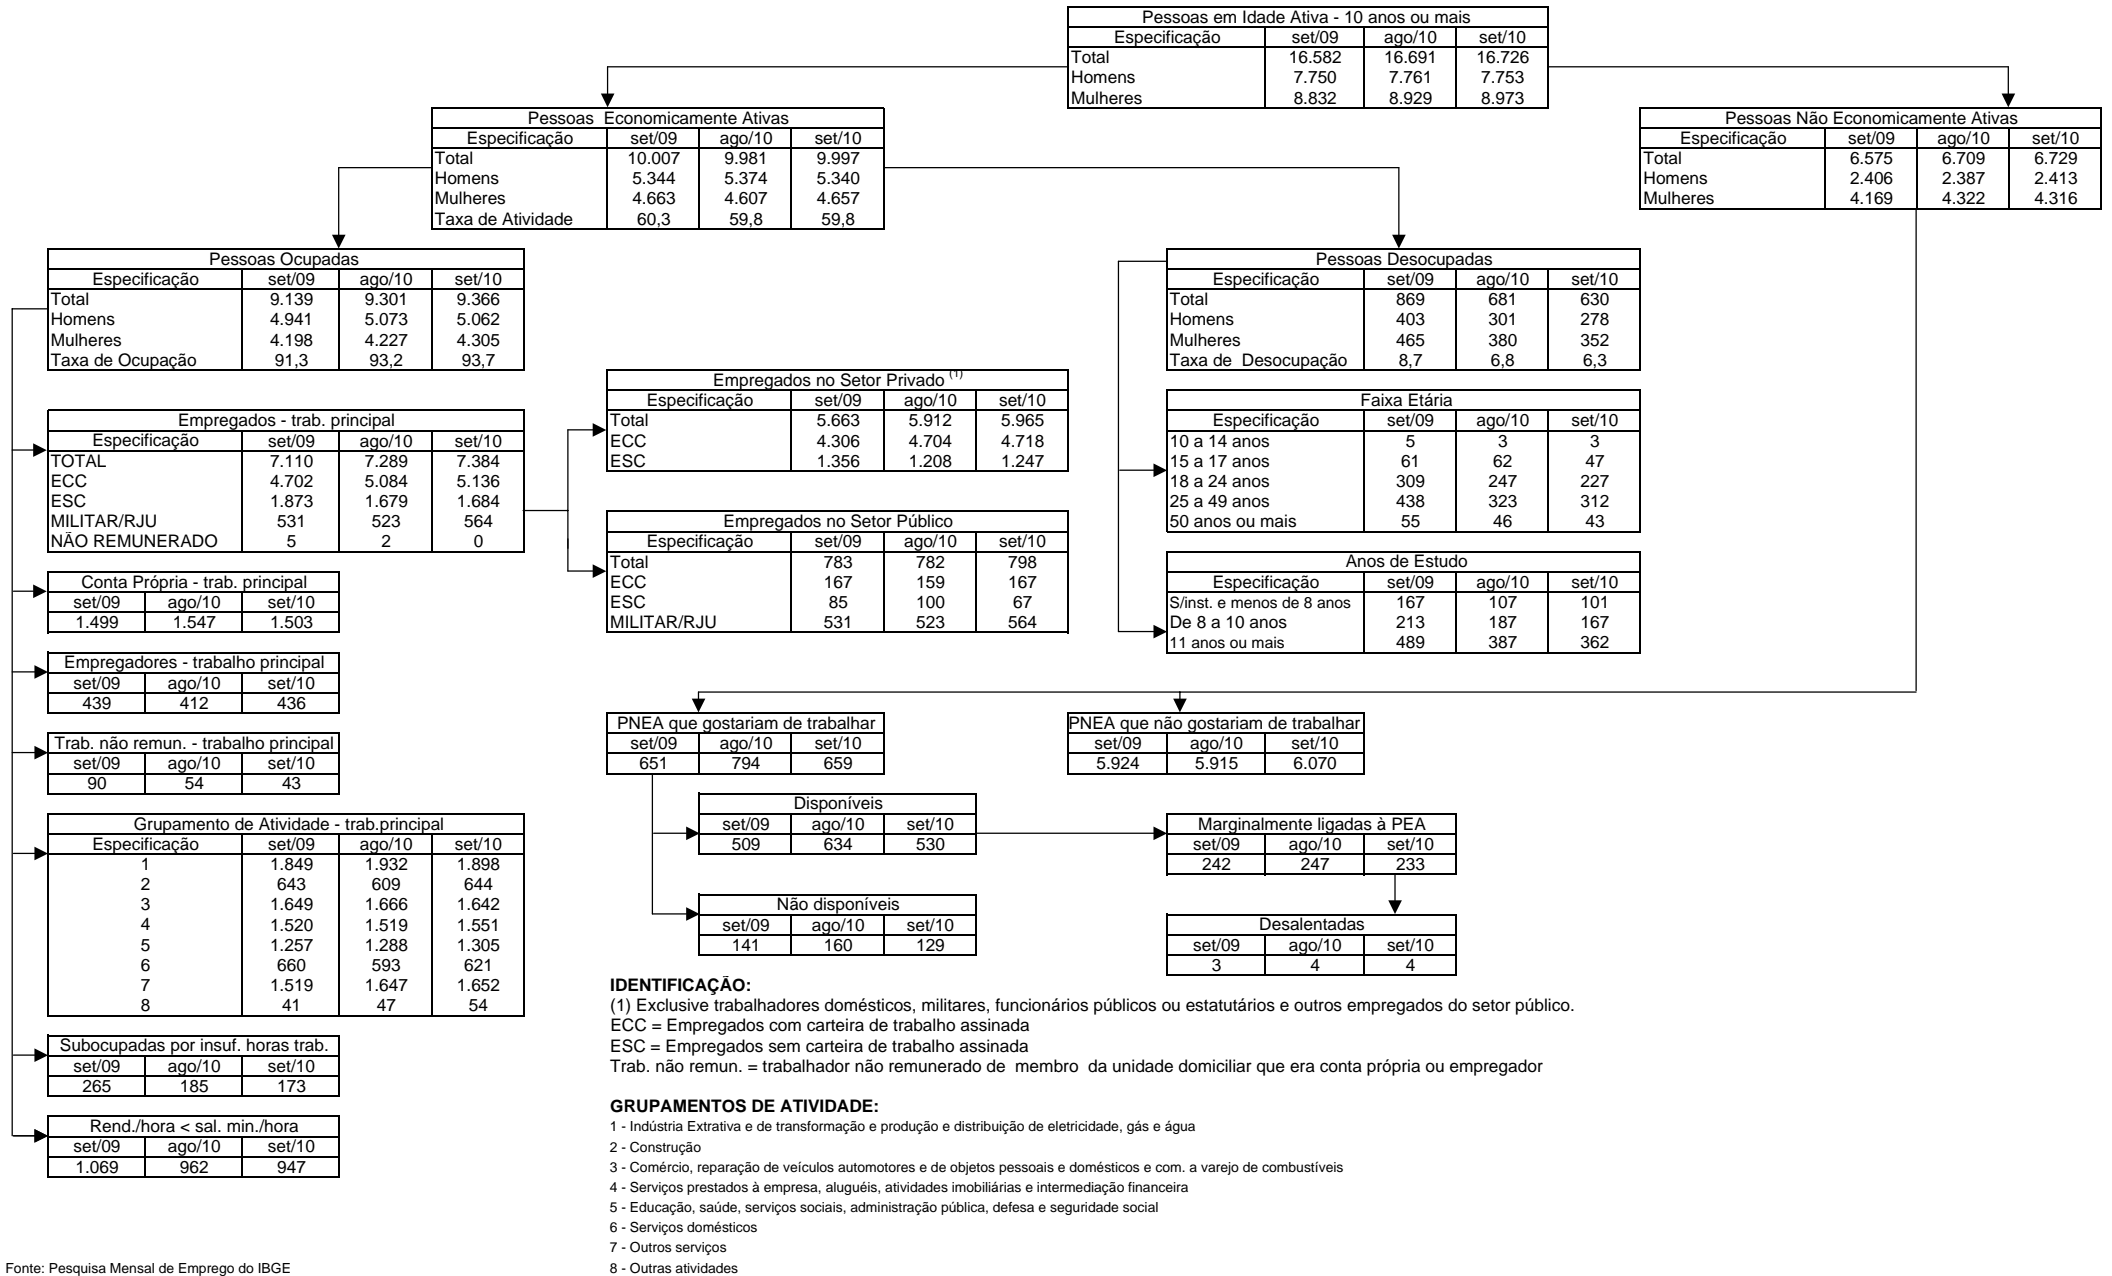 Pessoas em Idade Ativa - 10 anos ou mais
Especificação set/09 ago/10 set/10
Total 16.582 16.691 16.726
Homens 7.750 7.761 7.753
Mulheres 8.832 8.929 8.973
Pessoas Economicamente Ativas
Especificação set/09 ago/10 set/10
Total 10.007 9.981 9.997
Homens 5.344 5.374 5.340
Mulheres 4.663 4.607 4.657
Taxa de Atividade 60,3 59,8 59,8
Pessoas Não Economicamente Ativas
Especificação set/09 ago/10 set/10
Total 6.575 6.709 6.729
Homens 2.406 2.387 2.413
Mulheres 4.169 4.322 4.316
Pessoas Ocupadas
Especificação set/09 ago/10 set/10
Total 9.139 9.301 9.366
Homens 4.941 5.073 5.062
Mulheres 4.198 4.227 4.305
Taxa de Ocupação 91,3 93,2 93,7
Pessoas Desocupadas
Especificação set/09 ago/10 set/10
Total 869 681 630
Homens 403 301 278
Mulheres 465 380 352
Taxa de Desocupação 8,7 6,8 6,3
Empregados - trab. principal
Especificação set/09 ago/10 set/10
TOTAL 7.110 7.289 7.384
ECC 4.702 5.084 5.136
ESC 1.873 1.679 1.684
MILITAR/RJU 531 523 564
NÃO REMUNERADO 5 2 0
Empregados no Setor Privado (1)
Especificação set/09 ago/10 set/10
Total 5.663 5.912 5.965
ECC 4.306 4.704 4.718
ESC 1.356 1.208 1.247
Empregados no Setor Público
Especificação set/09 ago/10 set/10
Total 783 782 798
ECC 167 159 167
ESC 85 100 67
MILITAR/RJU 531 523 564
Faixa Etária
Especificação set/09 ago/10 set/10
10 a 14 anos 5 3 3
15 a 17 anos 61 62 47
18 a 24 anos 309 247 227
25 a 49 anos 438 323 312
50 anos ou mais 55 46 43
Anos de Estudo
Especificação set/09 ago/10 set/10
S/inst. e menos de 8 anos 167 107 101
De 8 a 10 anos 213 187 167
11 anos ou mais 489 387 362
Conta Própria - trab. principal
set/09 ago/10 set/10
1.499 1.547 1.503
Empregadores - trabalho principal
set/09 ago/10 set/10
439 412 436
Trab. não remun. - trabalho principal
set/09 ago/10 set/10
90 54 43
Grupamento de Atividade - trab.principal
Especificação set/09 ago/10 set/10
1 1.849 1.932 1.898
2 643 609 644
3 1.649 1.666 1.642
4 1.520 1.519 1.551
5 1.257 1.288 1.305
6 660 593 621
7 1.519 1.647 1.652
8 41 47 54
Subocupadas por insuf. horas trab.
set/09 ago/10 set/10
265 185 173
Rend./hora < sal. min./hora
set/09 ago/10 set/10
1.069 962 947
PNEA que gostariam de trabalhar
set/09 ago/10 set/10
651 794 659
PNEA que não gostariam de trabalhar
set/09 ago/10 set/10
5.924 5.915 6.070
Disponíveis
set/09 ago/10 set/10
509 634 530
Marginalmente ligadas à PEA
set/09 ago/10 set/10
242 247 233
Não disponíveis
set/09 ago/10 set/10
141 160 129
Desalentadas
set/09 ago/10 set/10
3 4 4
IDENTIFICAÇÃO:
(1) Exclusive trabalhadores domésticos, militares, funcionários públicos ou estatutários e outros empregados do setor público.
ECC = Empregados com carteira de trabalho assinada
ESC = Empregados sem carteira de trabalho assinada
Trab. não remun. = trabalhador não remunerado de membro da unidade domiciliar que era conta própria ou empregador
GRUPAMENTOS DE ATIVIDADE:
1 - Indústria Extrativa e de transformação e produção e distribuição de eletricidade, gás e água
2 - Construção
3 - Comércio, reparação de veículos automotores e de objetos pessoais e domésticos e com. a varejo de combustíveis
4 - Serviços prestados à empresa, aluguéis, atividades imobiliárias e intermediação financeira
5 - Educação, saúde, serviços sociais, administração pública, defesa e seguridade social
6 - Serviços domésticos
7 - Outros serviços
8 - Outras atividades
Fonte: Pesquisa Mensal de Emprego do IBGE